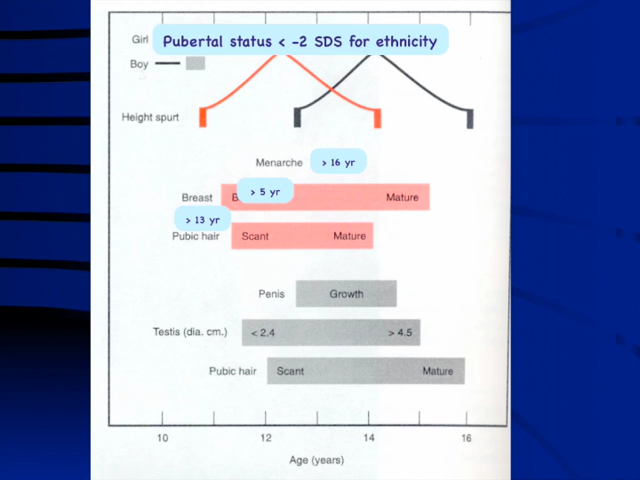 Girl
Pubertal status < -2 SDS for ethnicity
Boy
Height spurt
Menarche > 16 yr
Breast B > 5 yr Mature
> 13 yr
Pubic hair Scant Mature
Penis Growth
Testis (dia. cm.) < 2.4 > 4.5
Pubic hair Scant Mature
10 12 14 16
Age (years)